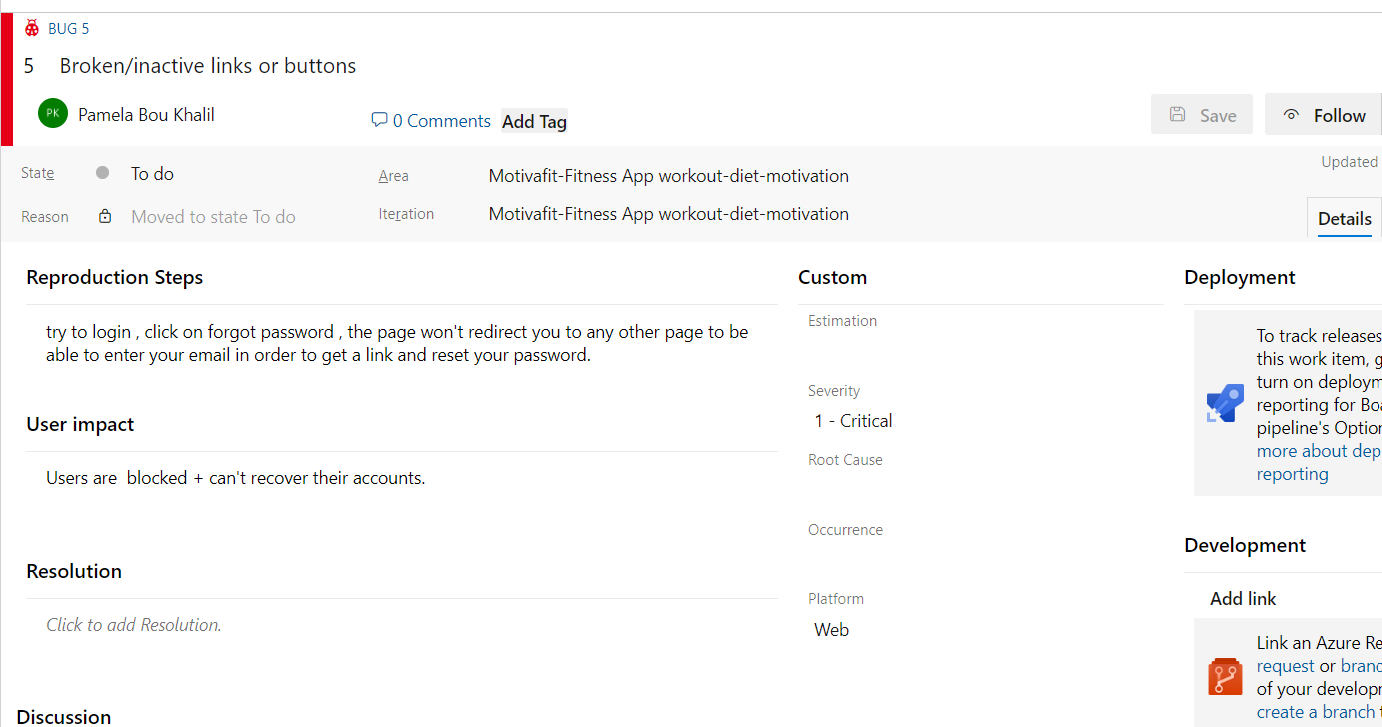 BUG 5
5 Broken/inactive links or buttons
PK Pamela Bou Khalil
0 Comments Add Tag
Save Follow
State To do
Area Motivafit-Fitness App workout-diet-motivation
Updated
Reason Moved to state To do
Iteration Motivafit-Fitness App workout-diet-motivation
Details
Reproduction Steps
try to login , click on forgot password , the page won't redirect you to any other page to be
able to enter your email in order to get a link and reset your password.
User impact
Users are  blocked + can't recover their accounts.
Resolution
Click to add Resolution.
Discussion
Custom
Estimation
Severity
1 - Critical
Root Cause
Occurrence
Platform
Web
Deployment
To track releases
this work item, g
turn on deploym
reporting for Boa
pipeline's Option
more about dep
reporting
Development
Add link
Link an Azure Re
request or branc
of your developr
create a branch t